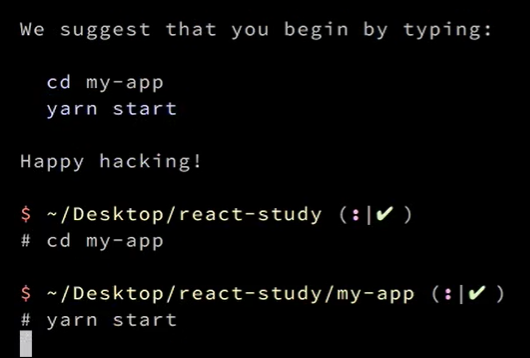 We suggest that you begin by typing:
cd my-app
yarn start
Happy hacking!
$ ~/Desktop/react-study (:|✔ )
# cd my-app
$ ~/Desktop/react-study/my-app (:|✔ )
# yarn start